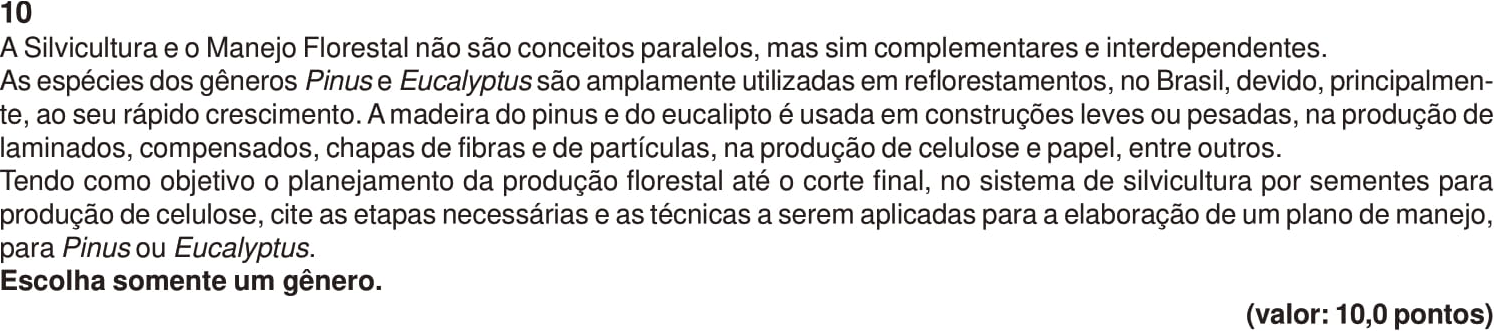 10
A Silvicultura e o Manejo Florestal não são conceitos paralelos, mas sim complementares e interdependentes.
As espécies dos gêneros Pinus e Eucalyptus são amplamente utilizadas em reflorestamentos, no Brasil, devido, principalmen-
te, ao seu rápido crescimento. A madeira do pinus e do eucalipto é usada em construções leves ou pesadas, na produção de
laminados, compensados, chapas de fibras e de partículas, na produção de celulose e papel, entre outros.
Tendo como objetivo o planejamento da produção florestal até o corte final, no sistema de silvicultura por sementes para
produção de celulose, cite as etapas necessárias e as técnicas a serem aplicadas para a elaboração de um plano de manejo,
para Pinus ou Eucalyptus.
Escolha somente um gênero.
(valor: 10,0 pontos)